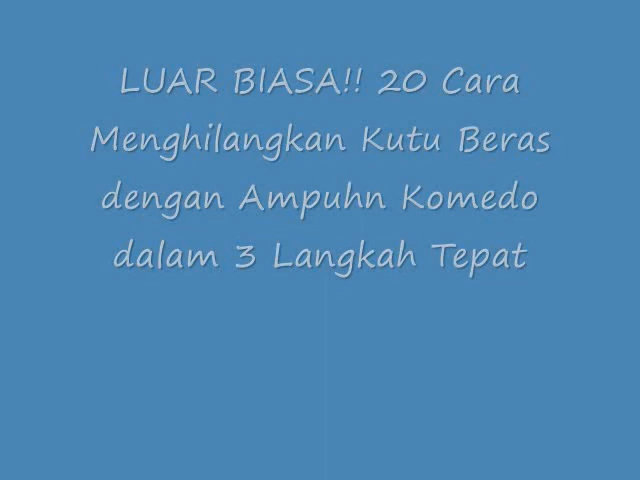 LUAR BIASA!! 20 Cara
Menghilangkan Kutu Beras
dengan Ampuhn Komedo
dalam 3 Langkah Tepat